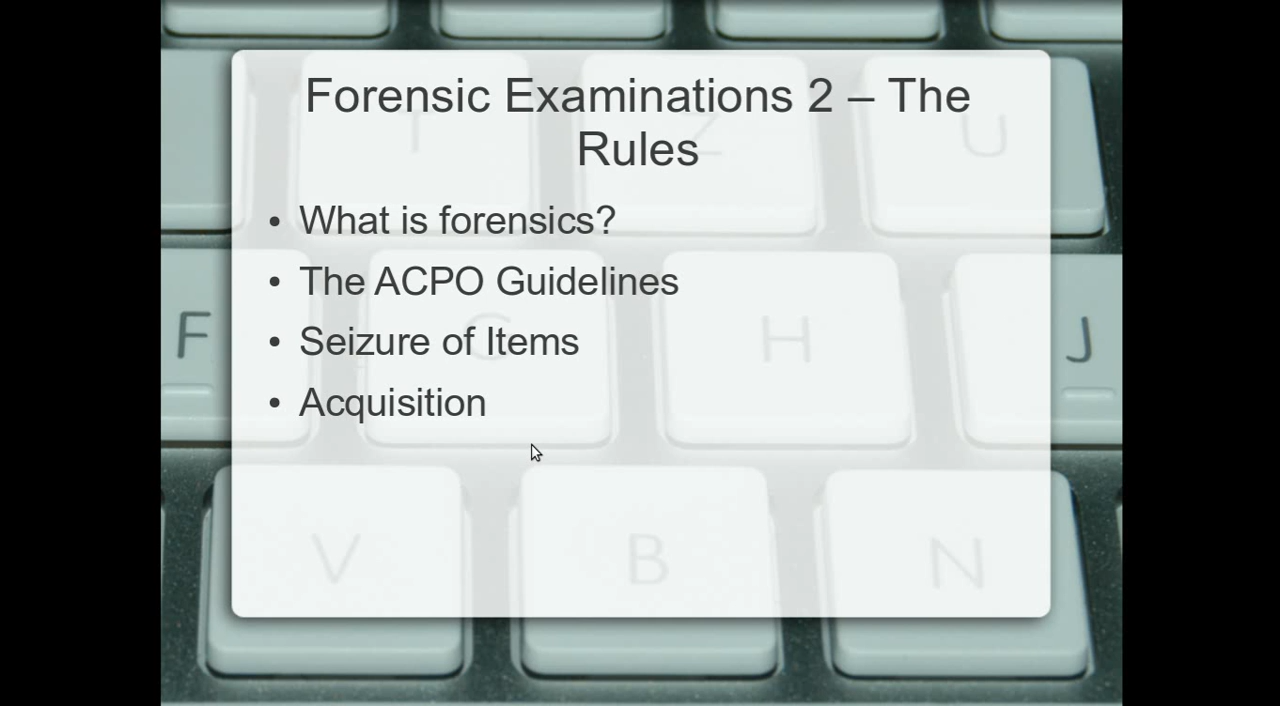 Forensic Examinations 2 – The
Rules
• What is forensics?
• The ACPO Guidelines
• Seizure of Items
• Acquisition
T Z U
F G H J
V B N